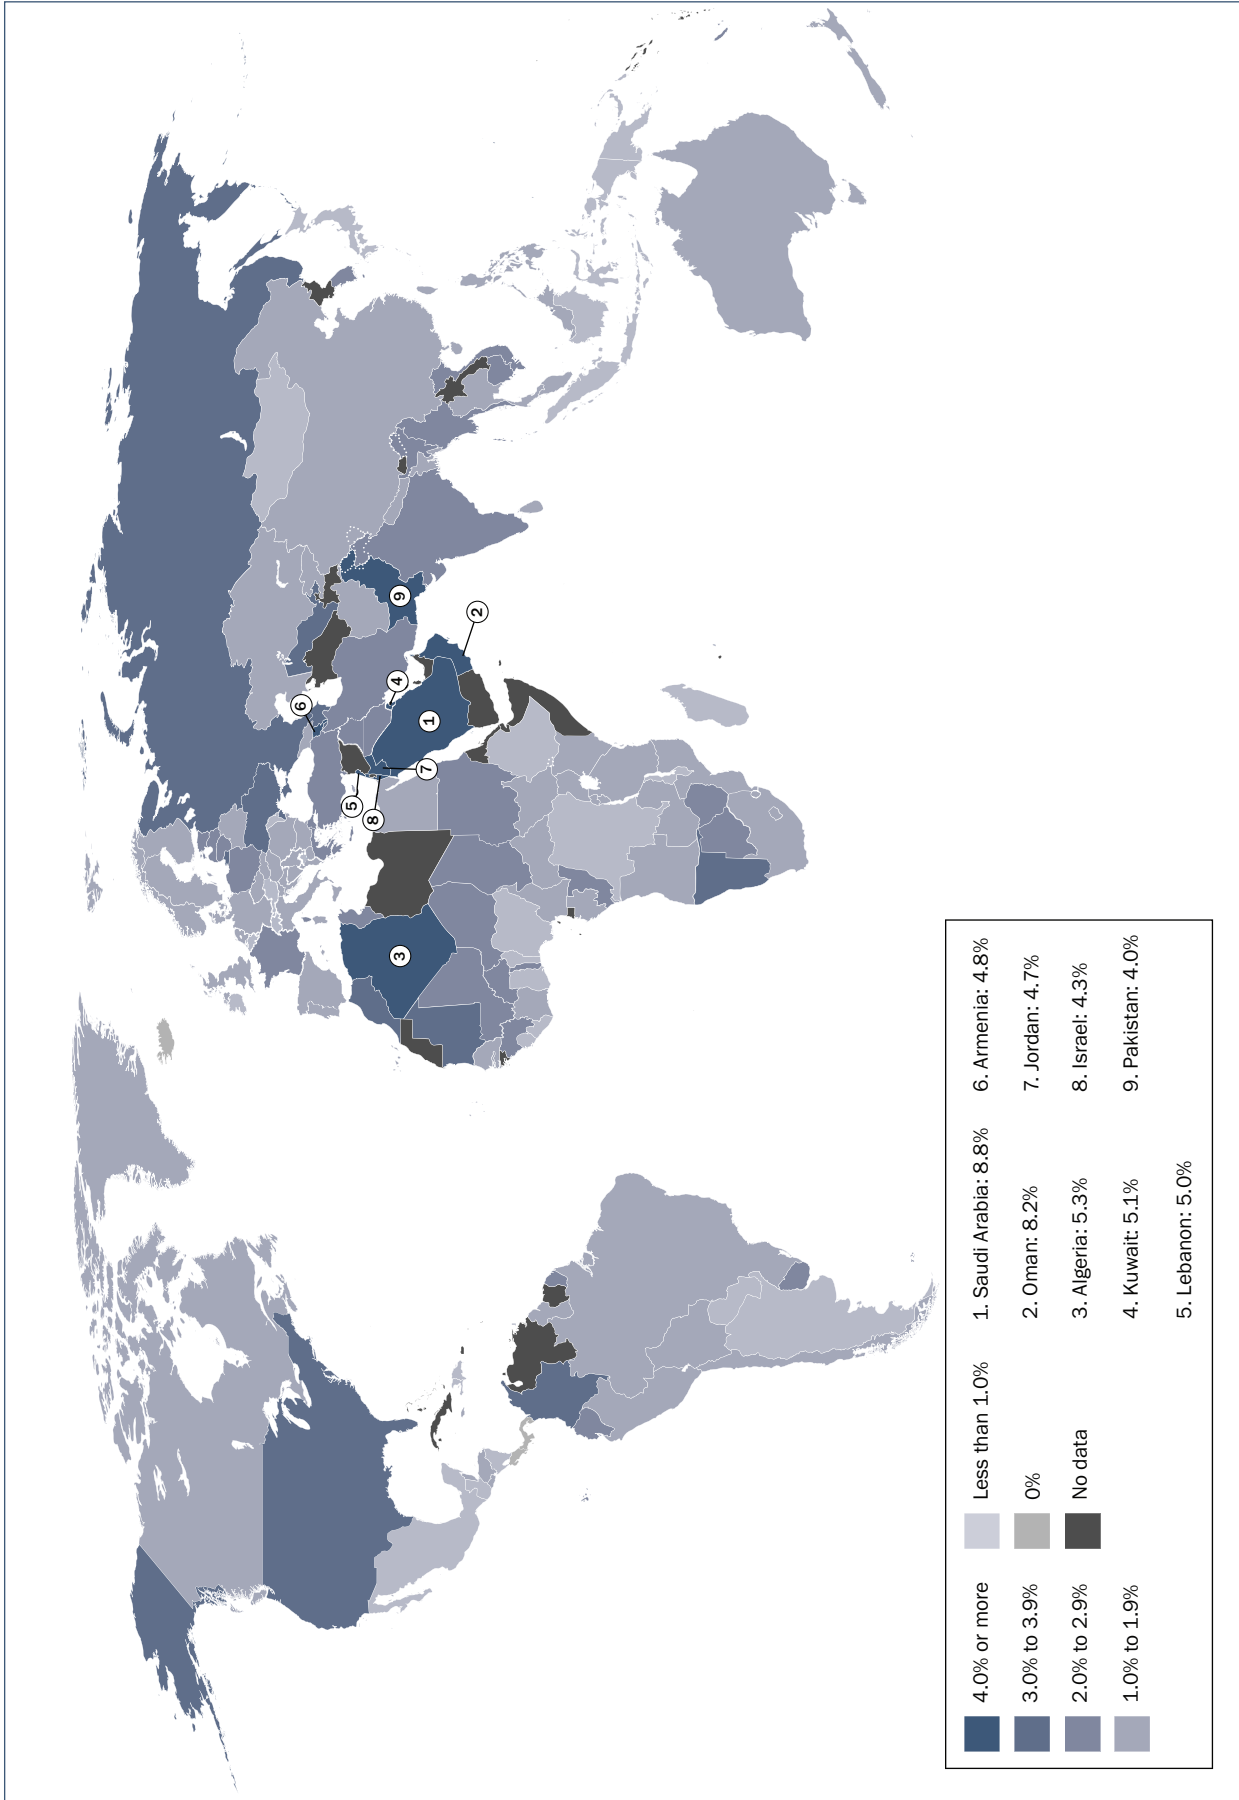 6
9
2
4
1
5
8
7
3
4.0% or more
3.0% to 3.9%
2.0% to 2.9%
1.0% to 1.9%
Less than 1.0%
0%
No data
1. Saudi Arabia: 8.8%
2. Oman: 8.2%
3. Algeria: 5.3%
4. Kuwait: 5.1%
5. Lebanon: 5.0%
6. Armenia: 4.8%
7. Jordan: 4.7%
8. Israel: 4.3%
9. Pakistan: 4.0%